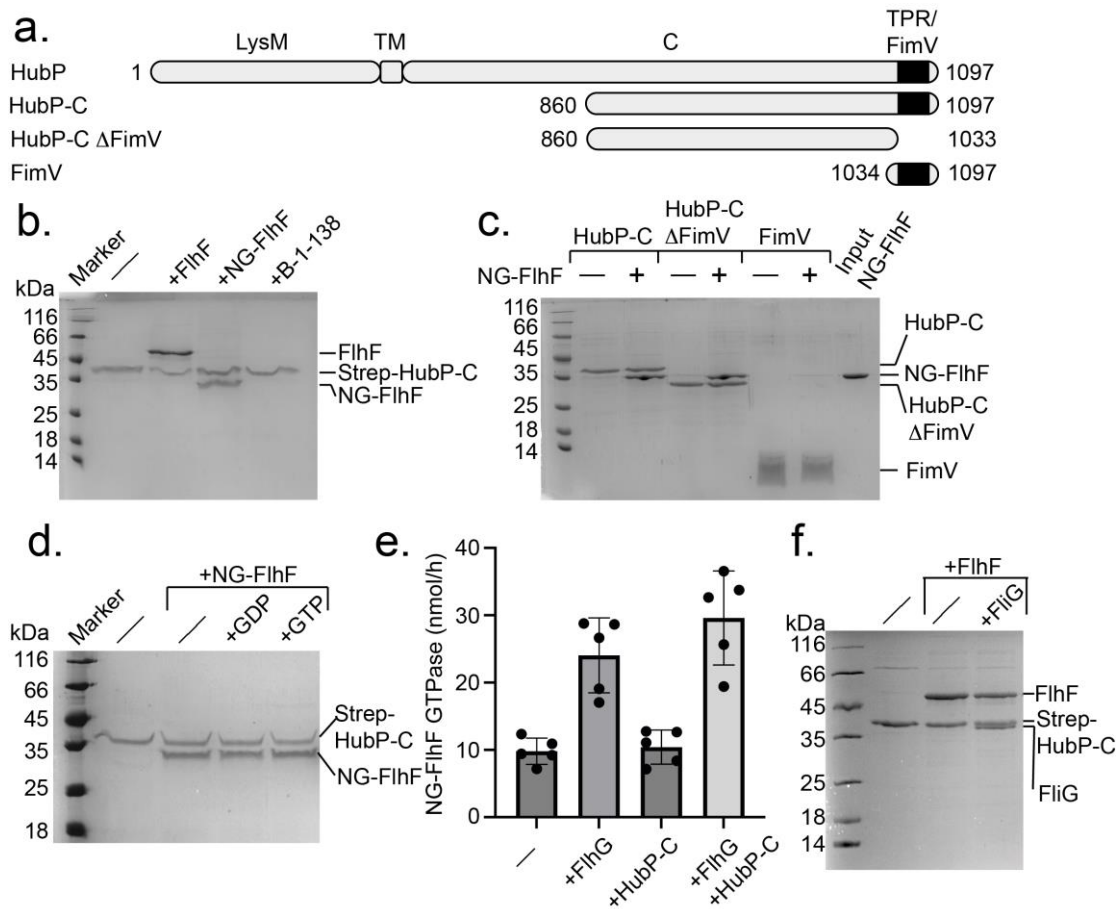 a.
LysM TM C TPR/
FimV
HubP 1 1097
HubP-C 860 1097
HubP-C ΔFimV 860 1033
FimV 1034 1097
b.
Marker — +FlhF +NG-FlhF +B-1-138
kDa
116
66
45
35
25
18
14
FlhF
Strep-HubP-C
NG-FlhF
c.
HubP-C HubP-C
ΔFimV FimV Input
NG-FlhF
NG-FlhF — + — + — +
116
66
45
35
25
18
14
HubP-C
NG-FlhF
HubP-C
ΔFimV
FimV
d.
+NG-FlhF
Marker — — +GDP +GTP
kDa
116
66
45
35
25
18
Strep-
HubP-C
NG-FlhF
e.
NG-FlhF GTPase (nmol/h)
40
30
20
10
0
— +FlhG +HubP-C +FlhG
+HubP-C
f.
+FlhF
— — +FliG
kDa
116
66
45
35
25
18
14
FlhF
Strep-
HubP-C
FliG